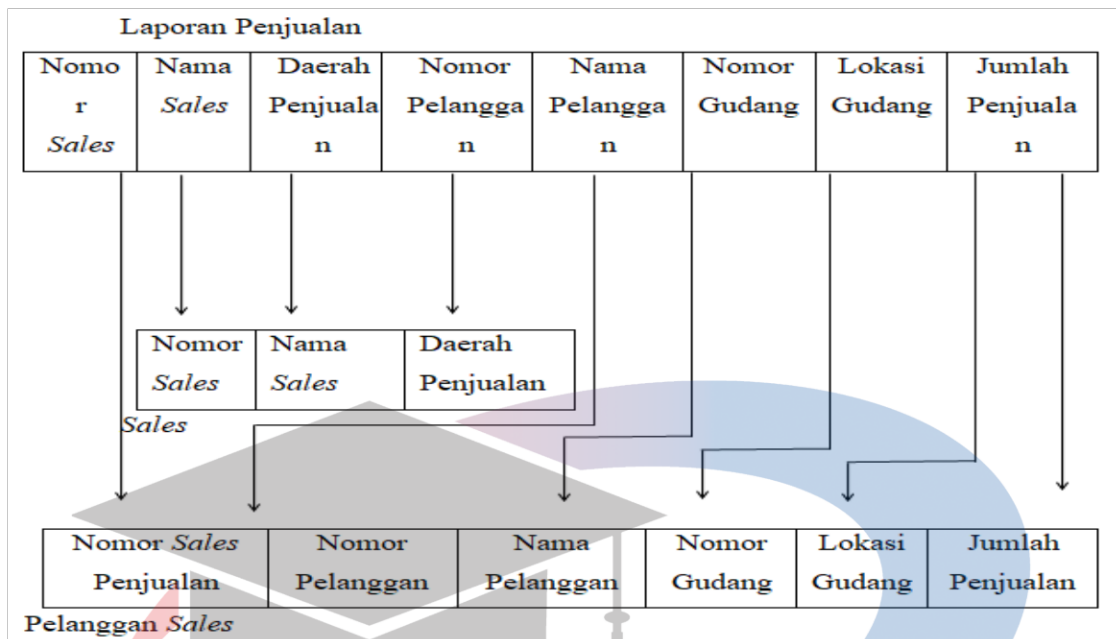 Laporan Penjualan
Nomo
r
Sales
Nama
Sales
Daerah
Penjuala
n
Nomor
Pelangga
n
Nama
Pelangga
n
Nomor
Gudang
Lokasi
Gudang
Jumlah
Penjuala
n
Nomor
Sales
Nama
Sales
Daerah
Penjualan
Sales
Nomor Sales
Penjualan
Nomor
Pelanggan
Nama
Pelanggan
Nomor
Gudang
Lokasi
Gudang
Jumlah
Penjualan
Pelanggan Sales